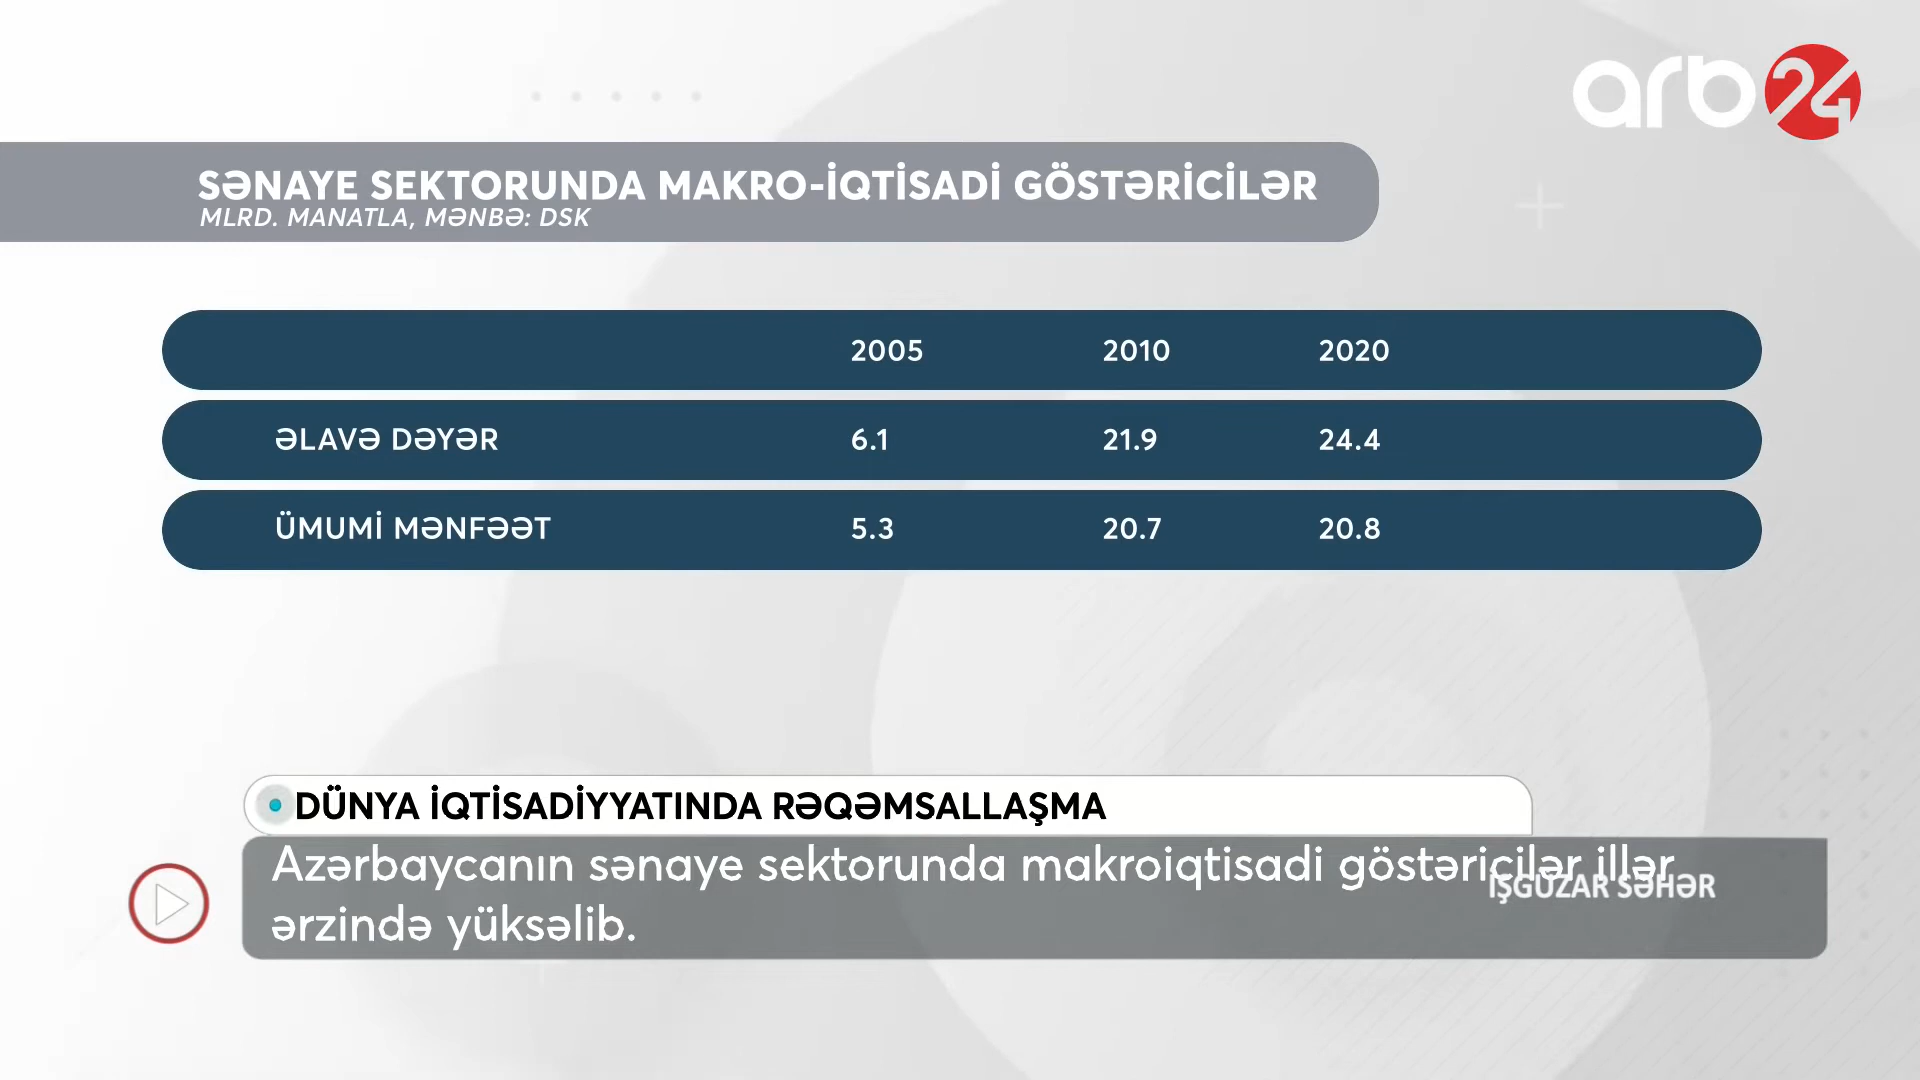 arb24
SƏNAYE SEKTORUNDA MAKRO-İQTİSADİ GÖSTƏRİCİLƏR
MLRD. MANATLA, MƏNBƏ: DSK
2005 2010 2020
ƏLAVƏ DƏYƏR 6.1 21.9 24.4
ÜMUMİ MƏNFƏƏT 5.3 20.7 20.8
DÜNYA İQTİSADİYYATINDA RƏQƏMSALLAŞMA
Azərbaycanın sənaye sektorunda makroiqtisadi göstəricilər illər
ərzində yüksəlib.
İŞGÜZAR SƏHƏR